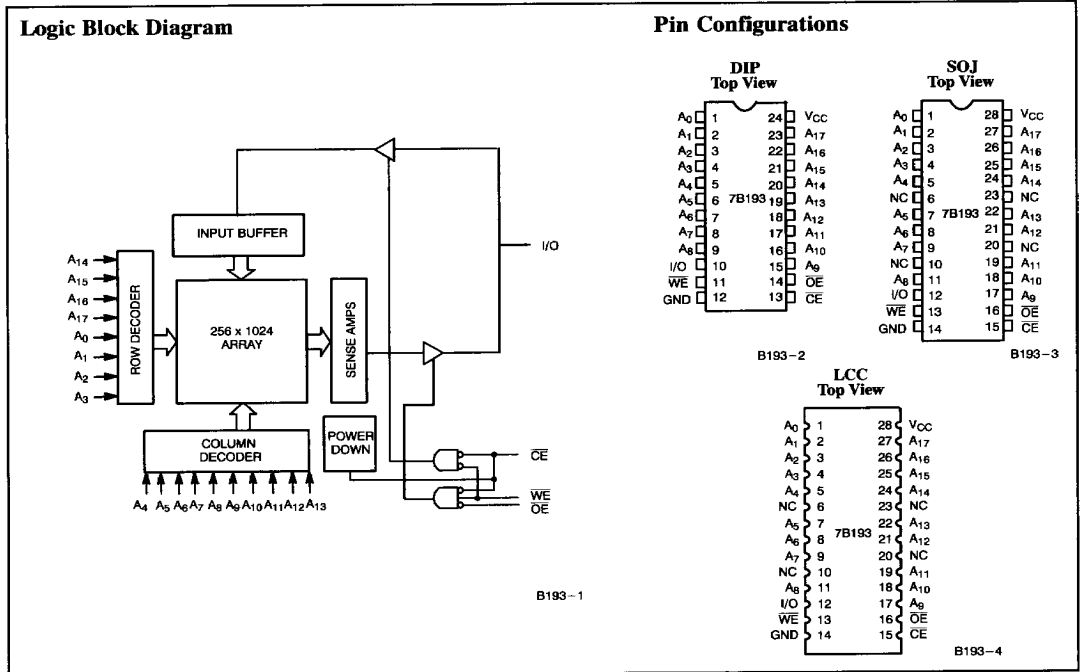 Logic Block Diagram
INPUT BUFFER
I/O
A14
A15
A16
A17
A0
A1
A2
A3
ROW DECODER
256 x 1024
ARRAY
SENSE AMPS
COLUMN
DECODER
POWER
DOWN
CE
WE
OE
A4 A5 A6 A7 A8 A9 A10 A11 A12 A13
B193-1
Pin Configurations
DIP
Top View
A0 1 24 VCC
A1 2 23 A17
A2 3 22 A16
A3 4 21 A15
A4 5 20 A14
A5 6 7B193 19 A13
A6 7 18 A12
A7 8 17 A11
A8 9 16 A10
I/O 10 15 A9
WE 11 14 OE
GND 12 13 CE
B193-2
SOJ
Top View
A0 1 28 VCC
A1 2 27 A17
A2 3 26 A16
A3 4 25 A15
A4 5 24 A14
NC 6 23 NC
A5 7 7B193 22 A13
A6 8 21 A12
A7 9 20 NC
NC 10 19 A11
A8 11 18 A10
I/O 12 17 A9
WE 13 16 OE
GND 14 15 CE
B193-3
LCC
Top View
A0 1 28 VCC
A1 2 27 A17
A2 3 26 A16
A3 4 25 A15
A4 5 24 A14
NC 6 23 NC
A5 7 22 A13
A6 8 7B193 21 A12
A7 9 20 NC
NC 10 19 A11
A8 11 18 A10
I/O 12 17 A9
WE 13 16 OE
GND 14 15 CE
B193-4